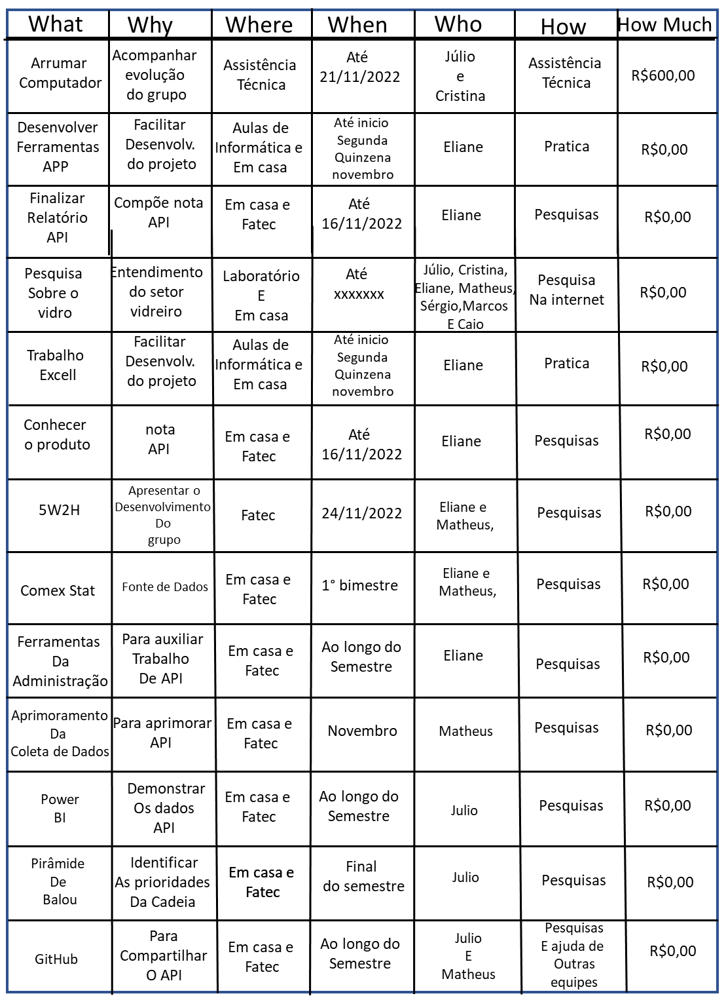 What Why Where When Who How How Much
Arrumar
Computador
Acompanhar
evolução
do grupo
Assistência
Técnica
Até
21/11/2022
Júlio
e
Cristina
Assistência
Técnica
R$600,00
Desenvolver
Ferramentas
APP
Facilitar
Desenvolv.
do projeto
Aulas de
Informática e
Em casa
Até inicio
Segunda
Quinzena
novembro
Eliane
Pratica
R$0,00
Finalizar
Relatório
API
Compõe nota
API
Em casa e
Fatec
Até
16/11/2022
Eliane
Pesquisas
R$0,00
Pesquisa
Sobre o
vidro
Entendimento
do setor
vidreiro
Laboratório
E
Em casa
Até
xxxxxxx
Júlio, Cristina,
Eliane, Matheus,
Sérgio,Marcos
E Caio
Pesquisa
Na internet
R$0,00
Trabalho
Excell
Facilitar
Desenvolv.
do projeto
Aulas de
Informática e
Em casa
Até inicio
Segunda
Quinzena
novembro
Eliane
Pratica
R$0,00
Conhecer
o produto
nota
API
Em casa e
Fatec
Até
16/11/2022
Eliane
Pesquisas
R$0,00
5W2H
Apresentar o
Desenvolvimento
Do
grupo
Fatec
24/11/2022
Eliane e
Matheus,
Pesquisas
R$0,00
Comex Stat
Fonte de Dados
Em casa e
Fatec
1° bimestre
Eliane e
Matheus,
Pesquisas
R$0,00
Ferramentas
Da
Administração
Para auxiliar
Trabalho
De API
Em casa e
Fatec
Ao longo do
Semestre
Eliane
Pesquisas
R$0,00
Aprimoramento
Da
Coleta de Dados
Para aprimorar
API
Em casa e
Fatec
Novembro
Matheus
Pesquisas
R$0,00
Power
BI
Demonstrar
Os dados
API
Em casa e
Fatec
Ao longo do
Semestre
Julio
Pesquisas
R$0,00
Pirâmide
De
Balou
Identificar
As prioridades
Da Cadeia
Em casa e
Fatec
Final
do semestre
Julio
Pesquisas
R$0,00
GitHub
Para
Compartilhar
O API
Em casa e
Fatec
Ao longo do
Semestre
Julio
E
Matheus
Pesquisas
E ajuda de
Outras
equipes
R$0,00